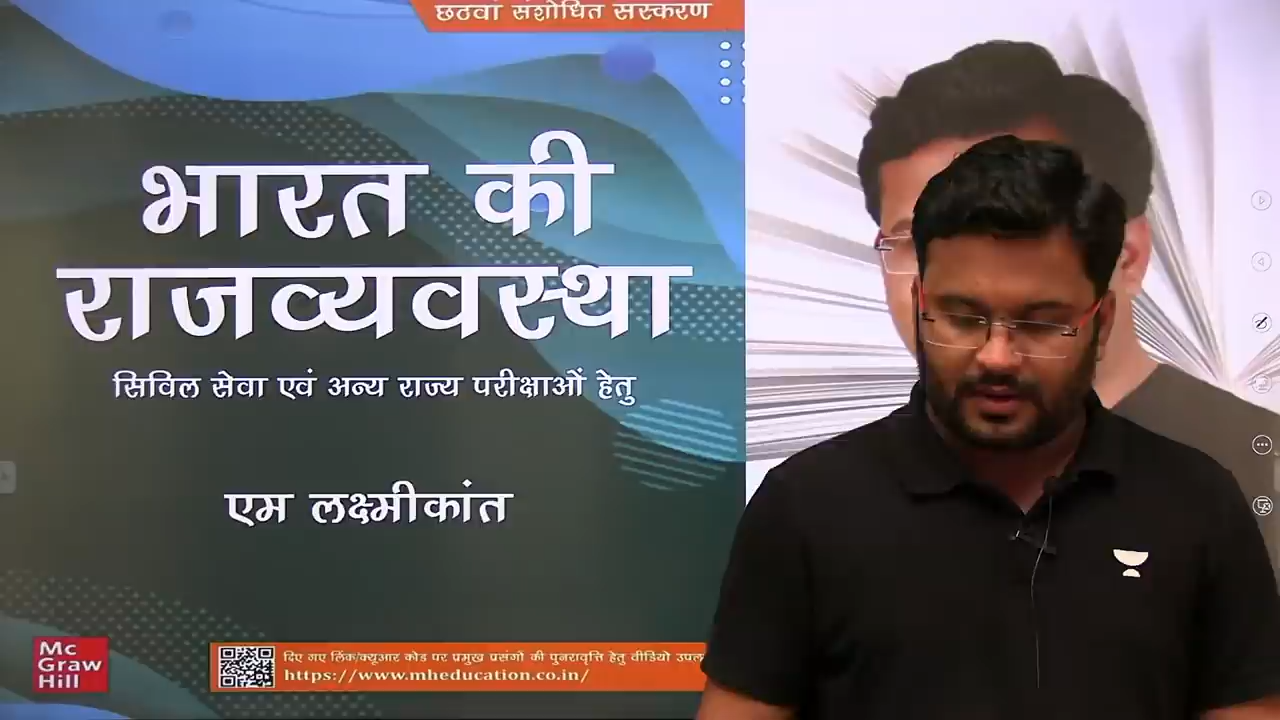 छठवां संशोधित संस्करण
भारत की
राजव्यवस्था
सिविल सेवा एवं अन्य राज्य परीक्षाओं हेतु
एम लक्ष्मीकांत
Mc
Graw
Hill
दिए गए लिंक/क्यूआर कोड पर प्रमुख प्रसंगों की पुनरावृत्ति हेतु वीडियो
https://www.mheducation.co.in/